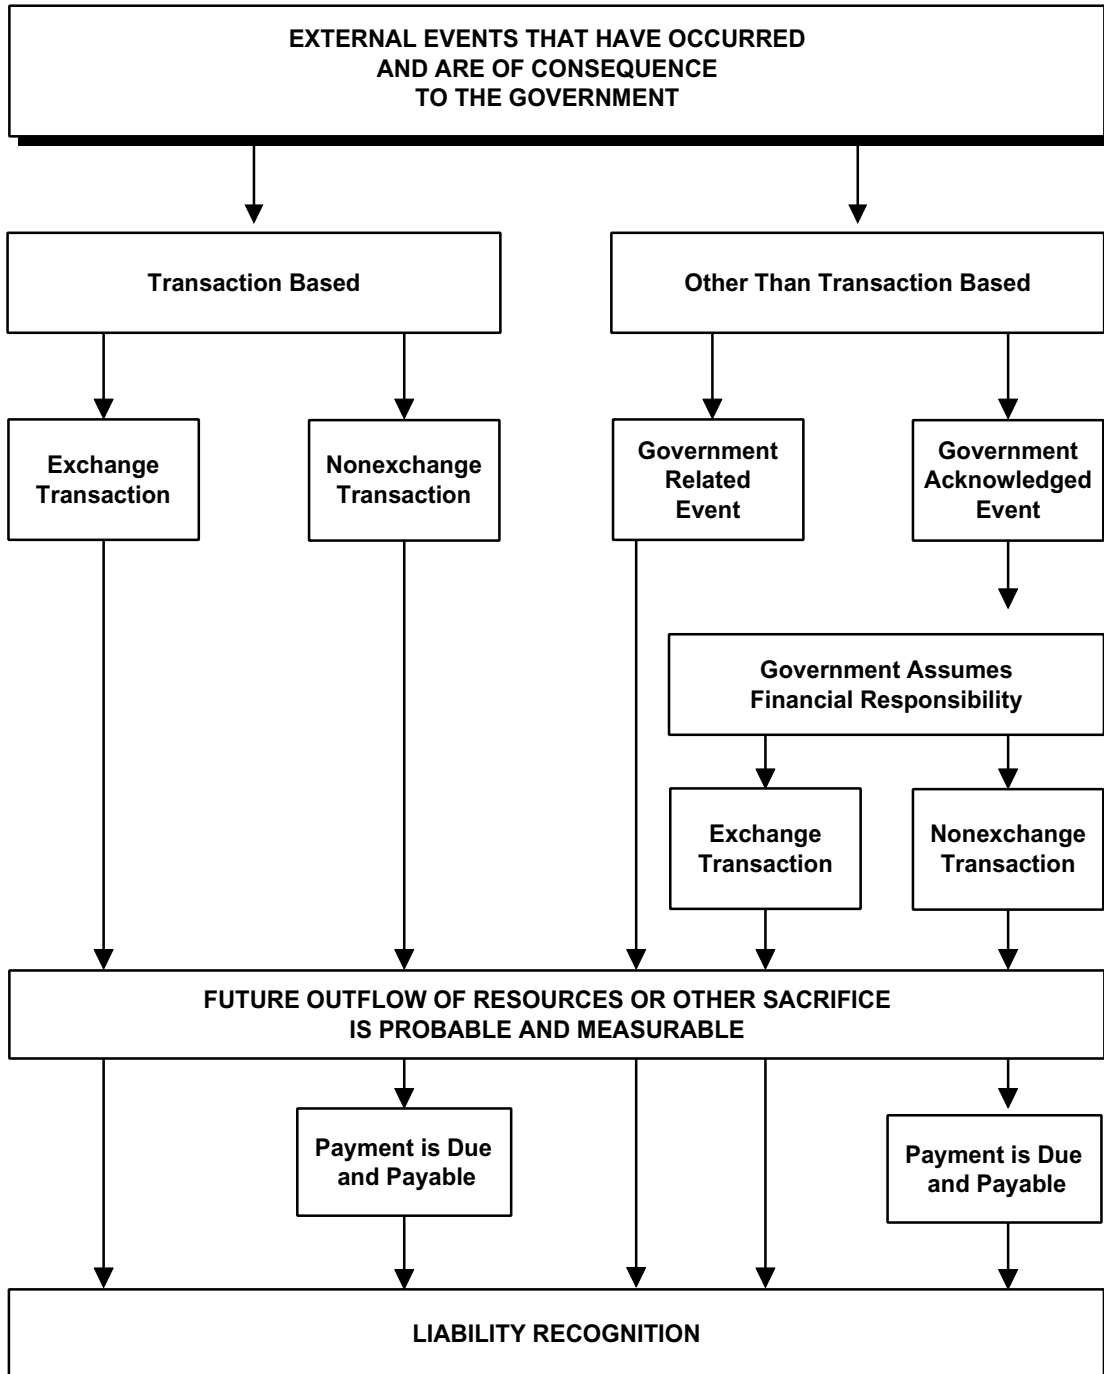 EXTERNAL EVENTS THAT HAVE OCCURRED
AND ARE OF CONSEQUENCE
TO THE GOVERNMENT
Transaction Based
Other Than Transaction Based
Exchange
Transaction
Nonexchange
Transaction
Government
Related
Event
Government
Acknowledged
Event
Government Assumes
Financial Responsibility
Exchange
Transaction
Nonexchange
Transaction
FUTURE OUTFLOW OF RESOURCES OR OTHER SACRIFICE
IS PROBABLE AND MEASURABLE
Payment is Due
and Payable
Payment is Due
and Payable
LIABILITY RECOGNITION